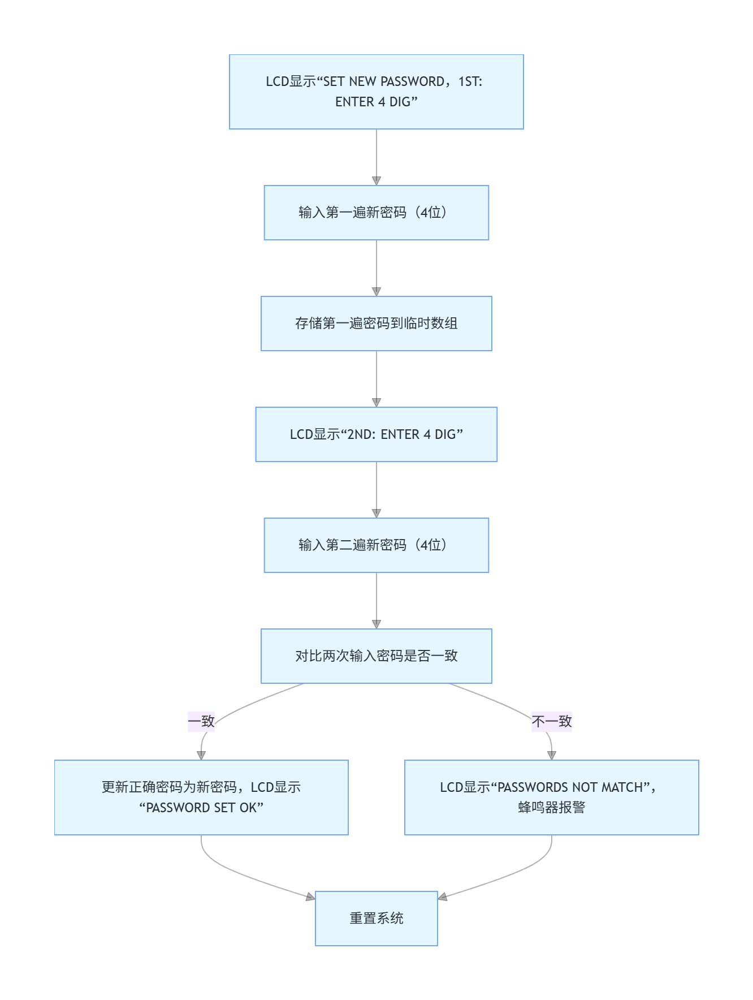 LCD显示“SET NEW PASSWORD，1ST:
ENTER 4 DIG”
输入第一遍新密码（4位）
存储第一遍密码到临时数组
LCD显示“2ND: ENTER 4 DIG”
输入第二遍新密码（4位）
对比两次输入密码是否一致
一致
不一致
更新正确密码为新密码，LCD显示
“PASSWORD SET OK”
LCD显示“PASSWORDS NOT MATCH”，
蜂鸣器报警
重置系统